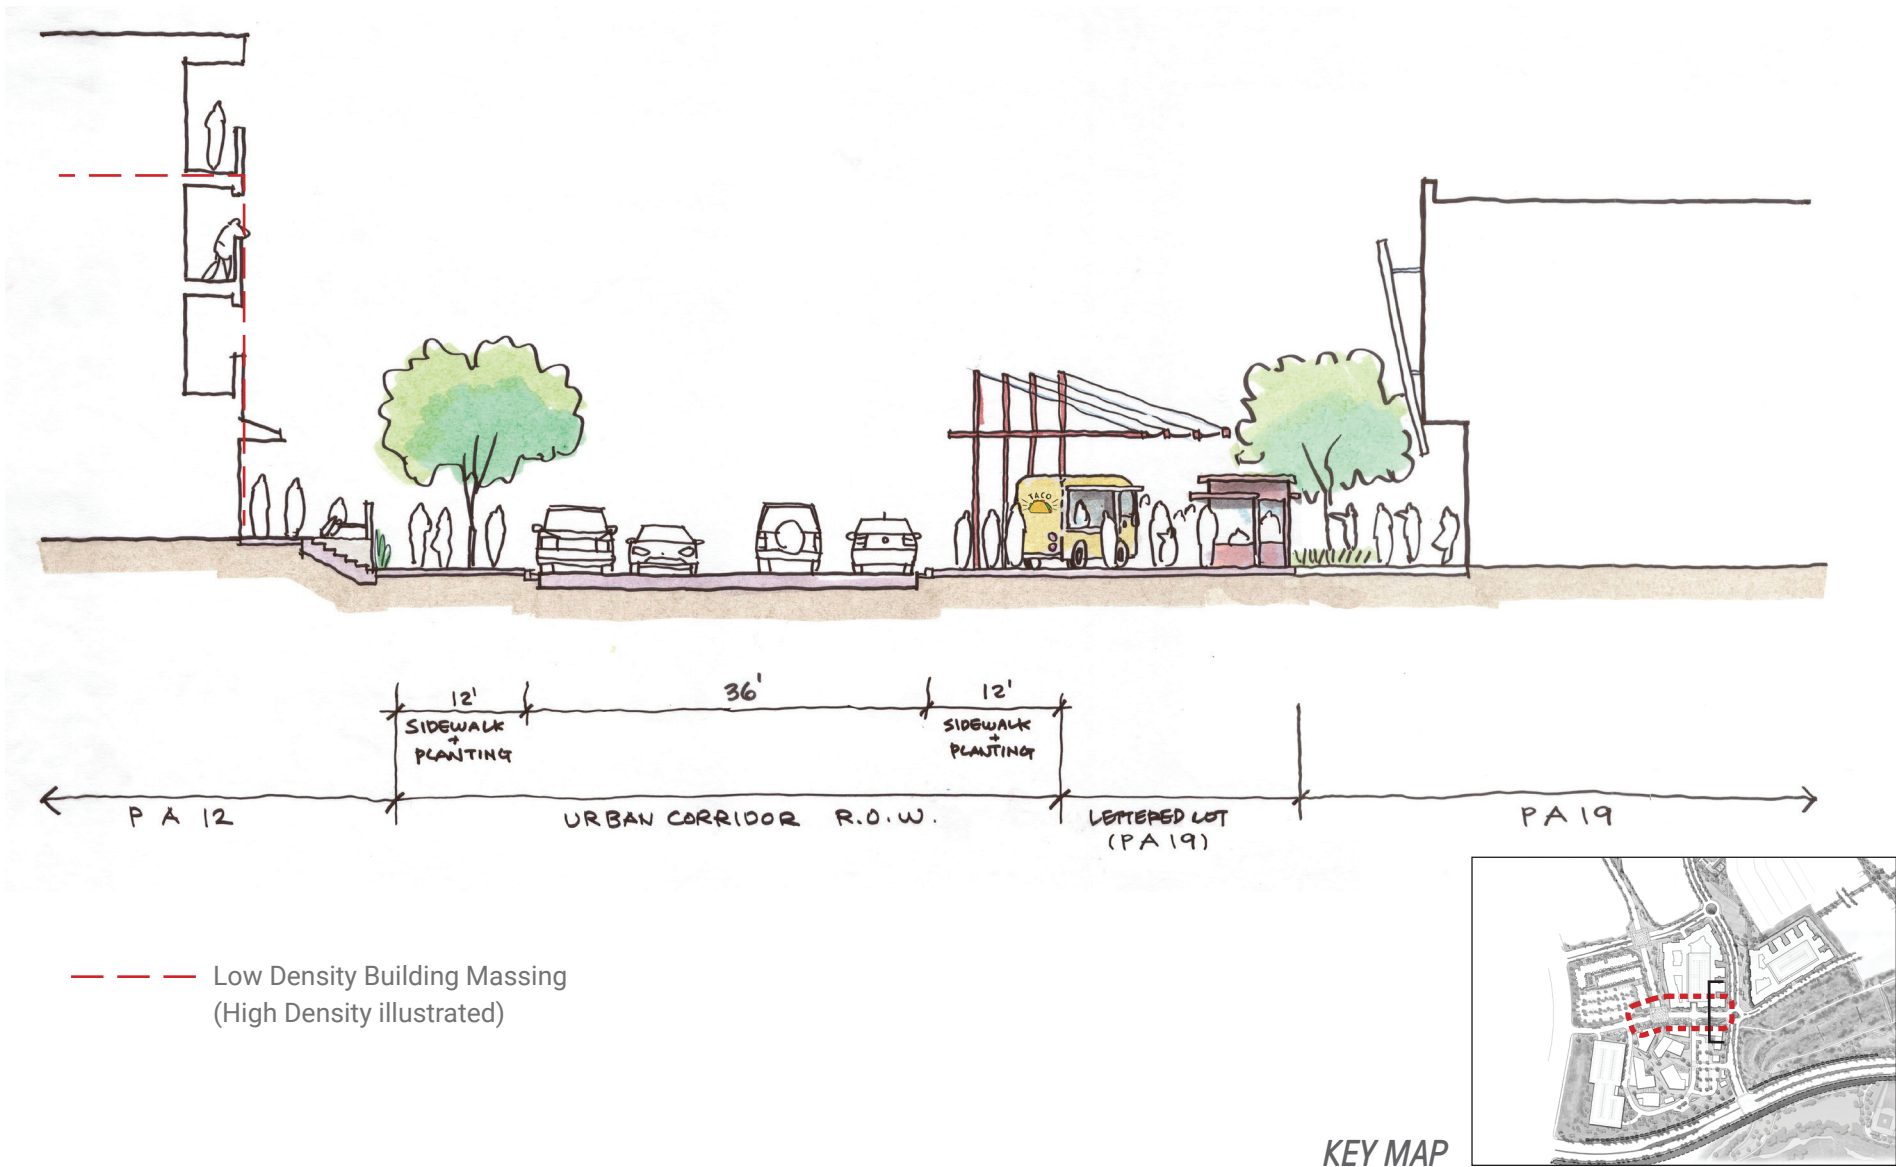 TACO
12'
36'
12'
SIDEWALK
+
PLANTING
SIDEWALK
+
PLANTING
PA 12
URBAN CORRIDOR R.O.W.
LETTERED LOT
(PA 19)
PA 19
Low Density Building Massing
(High Density illustrated)
KEY MAP